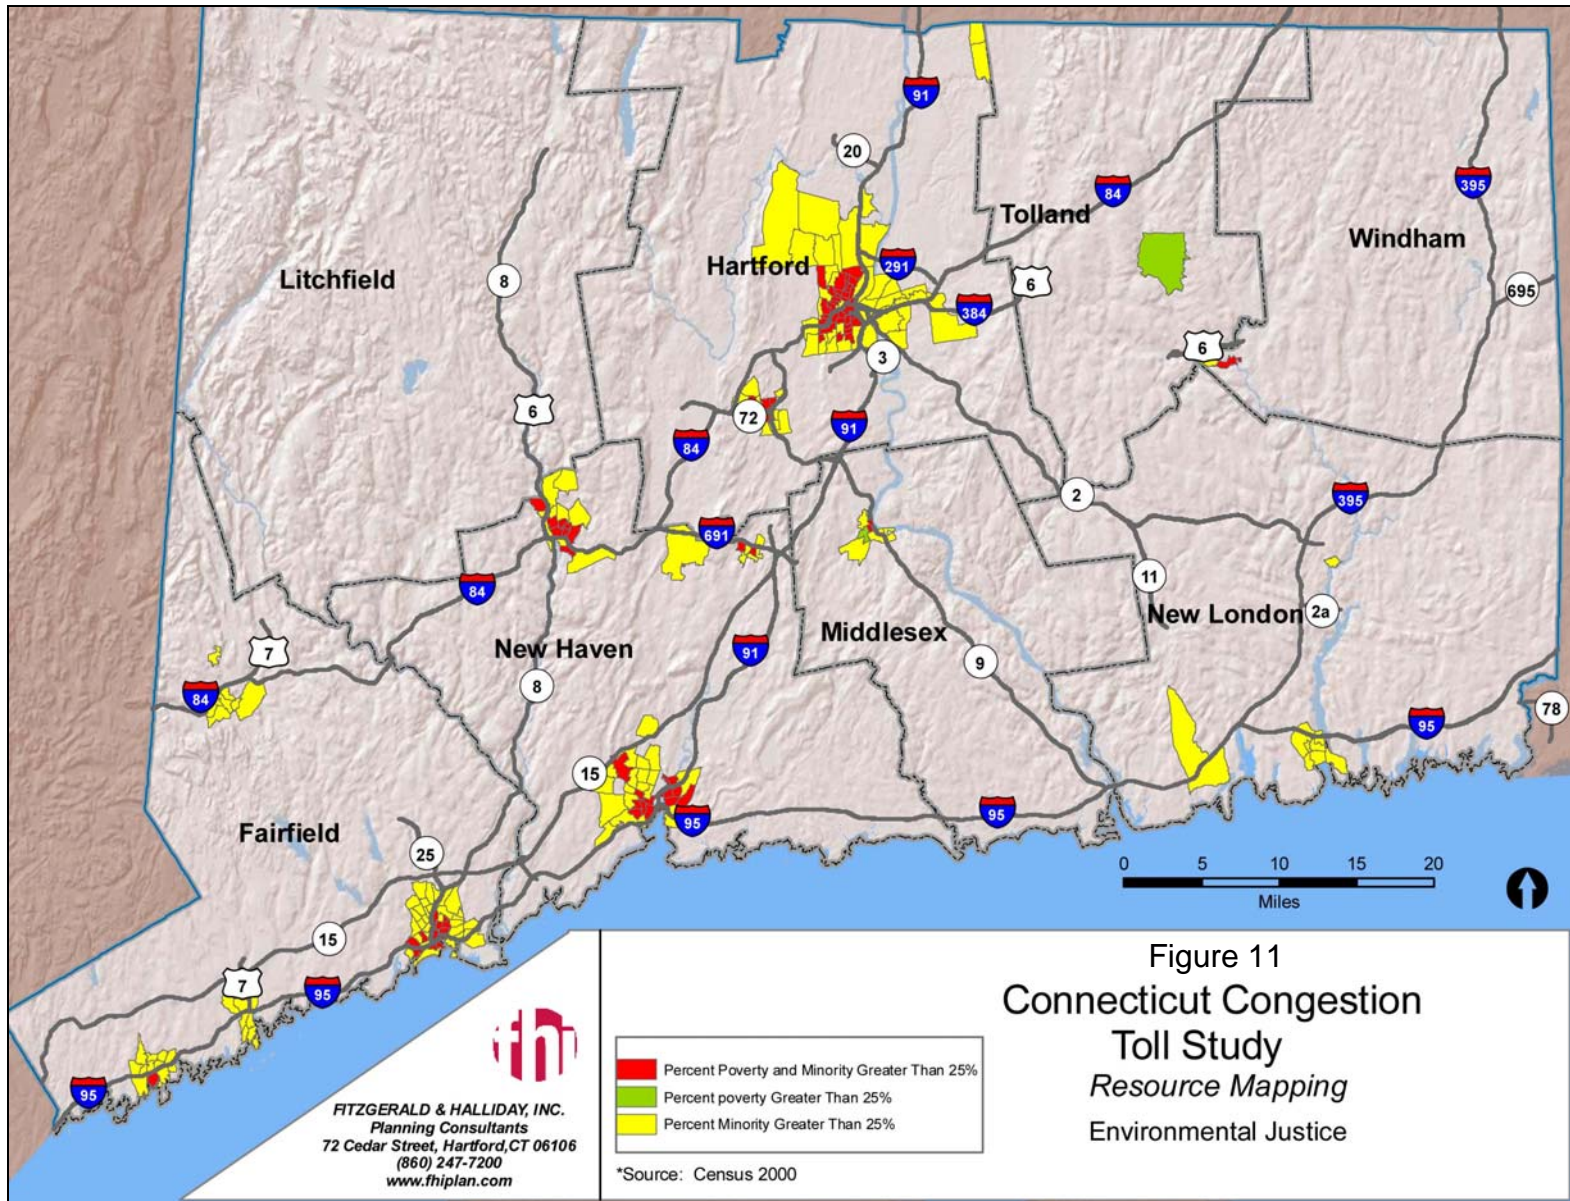 91
20
84
395
Tolland
Windham
Hartford
Litchfield
8
291
6
695
384
3
6
6
72
91
84
2
395
691
11
84
New London
2a
Middlesex
New Haven
7
91
9
8
84
78
95
15
95
95
Fairfield
25
0 5 10 15 20
Miles
15
7
95
95
fhi
FITZGERALD & HALLIDAY, INC.
Planning Consultants
72 Cedar Street, Hartford,CT 06106
(860) 247-7200
www.fhiplan.com
Percent Poverty and Minority Greater Than 25%
Percent poverty Greater Than 25%
Percent Minority Greater Than 25%
*Source: Census 2000
Figure 11
Connecticut Congestion
Toll Study
Resource Mapping
Environmental Justice